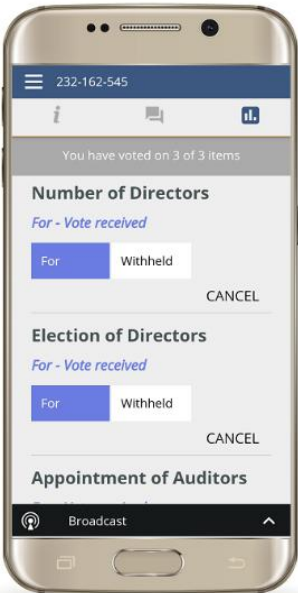 232-162-545
i
You have voted on 3 of 3 items
Number of Directors
For - Vote received
For Withheld
CANCEL
Election of Directors
For - Vote received
For Withheld
CANCEL
Appointment of Auditors
Broadcast